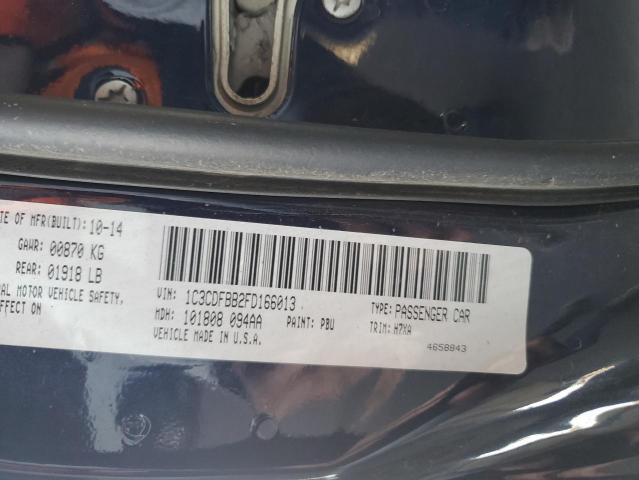 TE OF MFR(BUILT): 10-14
GAWR: 00870 KG
REAR: 01918 LB
AL MOTOR VEHICLE SAFETY,
FFECT ON
VIN: 1C3CDFBB2FD166013
TYPE: PASSENGER CAR
MDH: 101808 094AA
PAINT: PBU
TRIM: H7XA
VEHICLE MADE IN U.S.A.
4658843